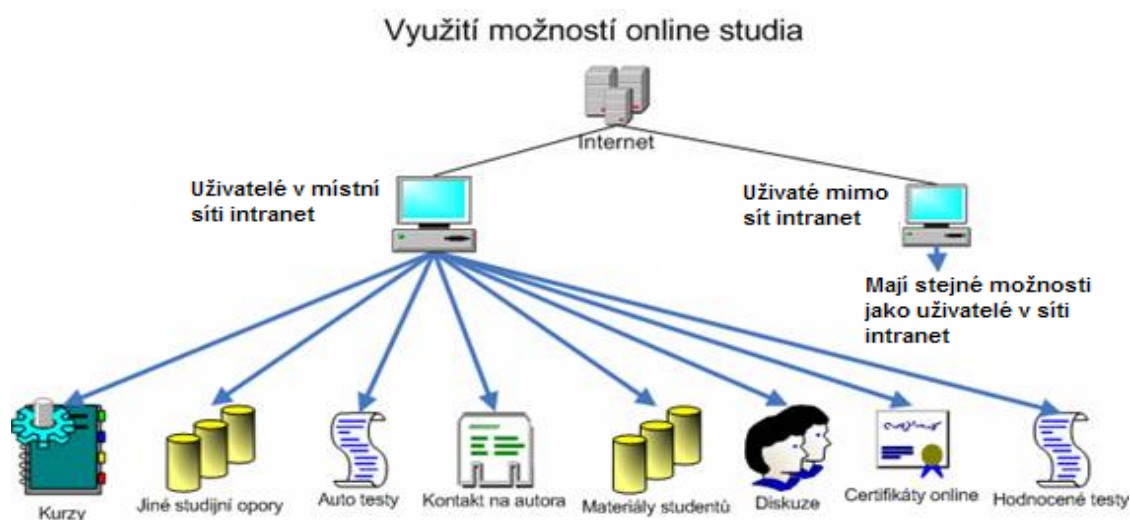 Využití možností online studia
Internet
Uživatelé v místní
síti intranet
Uživaté mimo
sít intranet
Mají stejné možnosti
jako uživatelé v síti
intranet
Kurzy
Jiné studijní opory
Auto testy
Kontakt na autora
Materiály studentů
Diskuze
Certifikáty online
Hodnocené testy